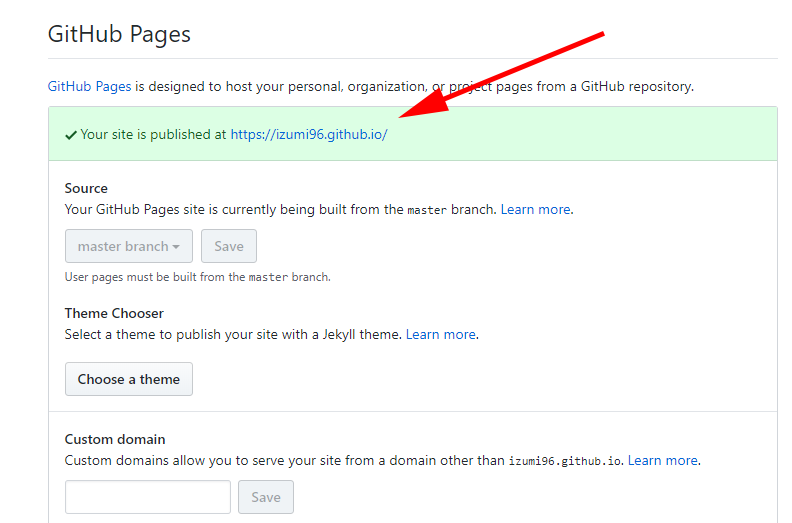 GitHub Pages
GitHub Pages is designed to host your personal, organization, or project pages from a GitHub repository.
Your site is published at https://izumi96.github.io/
Source
Your GitHub Pages site is currently being built from the master branch. Learn more.
master branch Save
User pages must be built from the master branch.
Theme Chooser
Select a theme to publish your site with a Jekyll theme. Learn more.
Choose a theme
Custom domain
Custom domains allow you to serve your site from a domain other than izumi96.github.io. Learn more.
Save